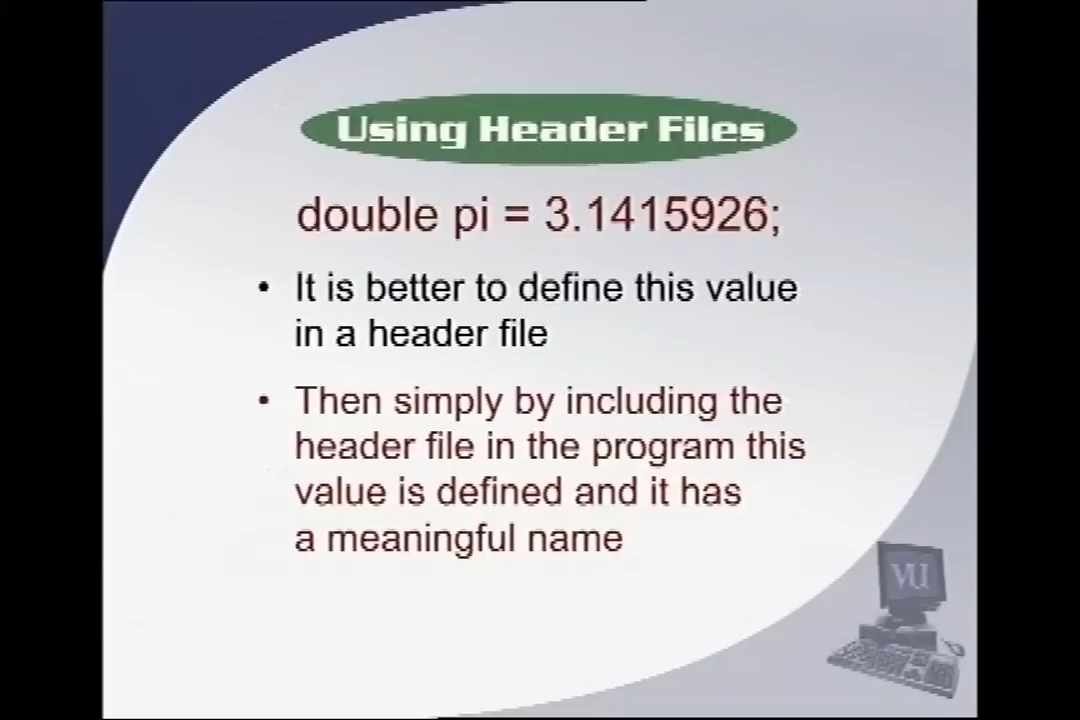 Using Header Files
double pi = 3.1415926;
• It is better to define this value
in a header file
• Then simply by including the
header file in the program this
value is defined and it has
a meaningful name